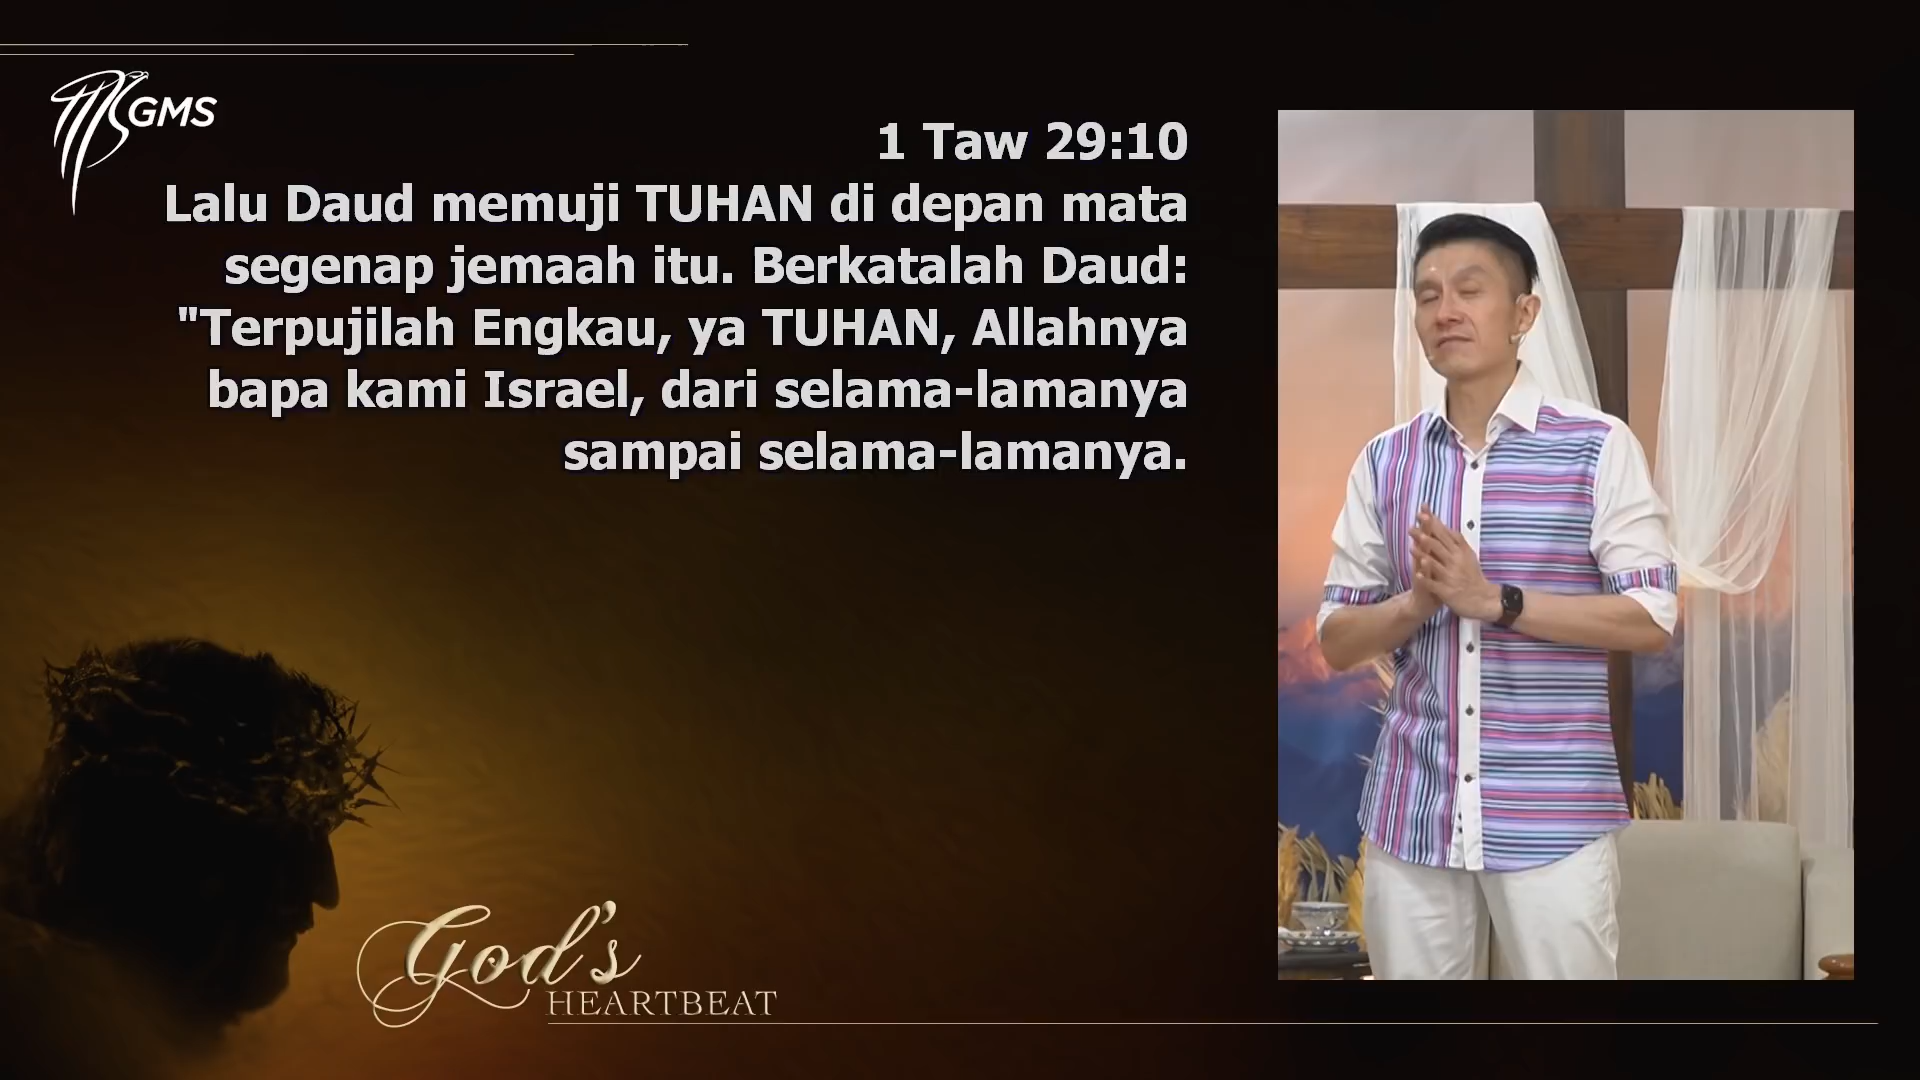 GMS
1 Taw 29:10
Lalu Daud memuji TUHAN di depan mata
segenap jemaah itu. Berkatalah Daud:
"Terpujilah Engkau, ya TUHAN, Allahnya
bapa kami Israel, dari selama-lamanya
sampai selama-lamanya.
God's
HEARTBEAT